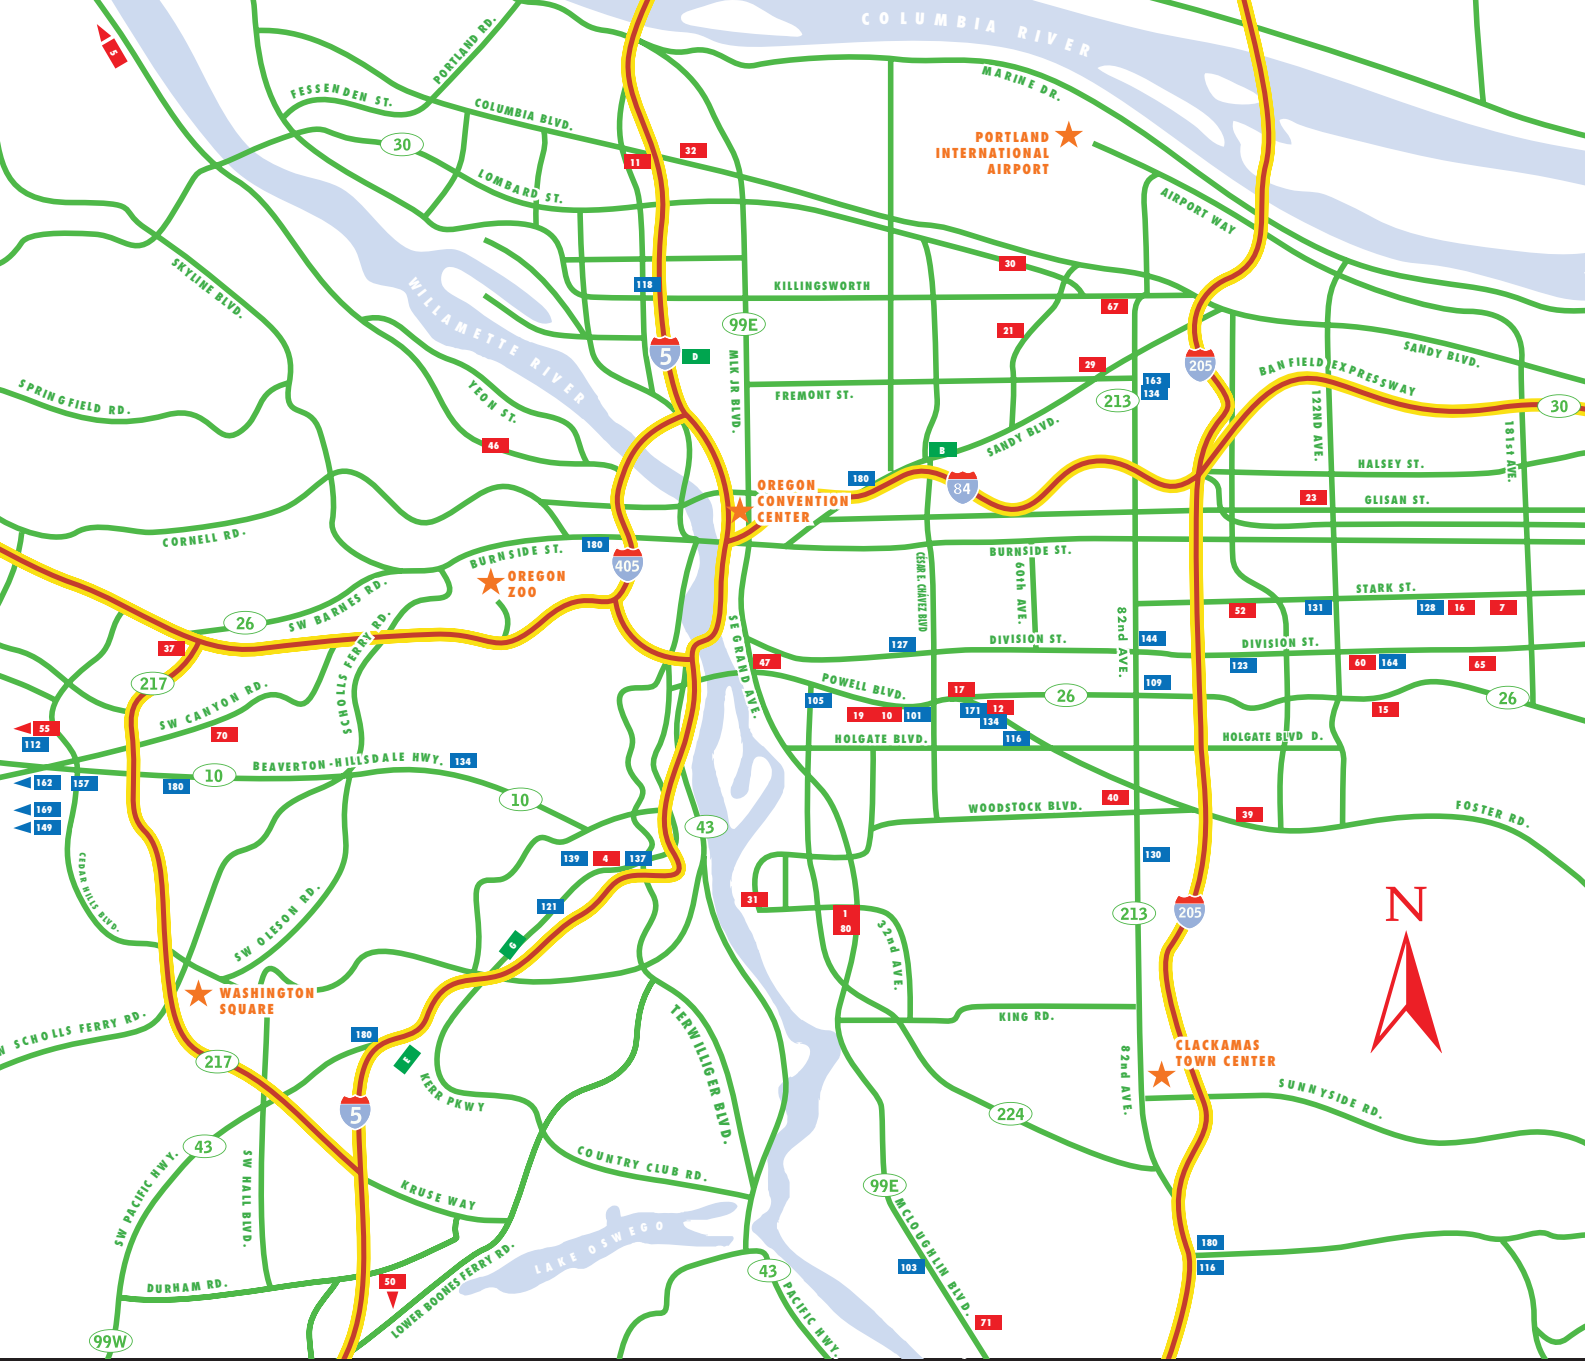 COLUMBIA RIVER
5
PORTLAND RD.
FESSENDEN ST.
COLUMBIA BLVD.
MARINE DR.
30
32
11
PORTLAND
INTERNATIONAL
AIRPORT
LOMBARD ST.
AIRPORT WAY
SKYLINE BLVD.
30
118
KILLINGSWORTH
WILLAMETTE RIVER
67
99E
21
5
D
MLK JR BLVD.
29
205
SANDY BLVD.
BANFIELD EXPRESSWAY
163
134
213
SPRINGFIELD RD.
YEON ST.
FREMONT ST.
122ND AVE.
30
SANDY BLVD.
181st AVE.
46
B
HALSEY ST.
180
84
OREGON
CONVENTION
CENTER
23
GLISAN ST.
CORNELL RD.
BURNSIDE ST.
180
405
BURNSIDE ST.
OREGON
ZOO
CÉSAR E. CHÁVEZ BLVD
60th AVE.
STARK ST.
SW BARNES RD.
26
SCHOLLS FERRY RD.
SE GRAND AVE.
82nd AVE.
52
131
128
16
7
37
127
DIVISION ST.
144
DIVISION ST.
47
123
60
164
65
217
SW CANYON RD.
POWELL BLVD.
109
17
26
26
105
19
10
101
171
12
134
15
55
112
70
116
HOLGATE BLVD.
HOLGATE BLVD D.
BEAVERTON-HILLSDALE HWY.
134
10
162
157
180
10
40
WOODSTOCK BLVD.
39
FOSTER RD.
169
149
43
CEDAR HILLS BLVD.
139
4
137
130
31
121
1
80
213
205
N
SW OLESON RD.
G
32nd AVE.
WASHINGTON
SQUARE
SCHOLLS FERRY RD.
180
TERWILLIGER BLVD.
KING RD.
217
KERR PKWY
82nd AVE.
CLACKAMAS
TOWN CENTER
5
224
SUNNYSIDE RD.
43
SW PACIFIC HWY.
SW HALL BLVD.
COUNTRY CLUB RD.
KRUSE WAY
99E
MCLOUGHLIN BLVD.
LAKE OSWEGO
180
103
116
43
DURHAM RD.
50
LOWER BOONES FERRY RD.
PACIFIC HWY.
71
99W